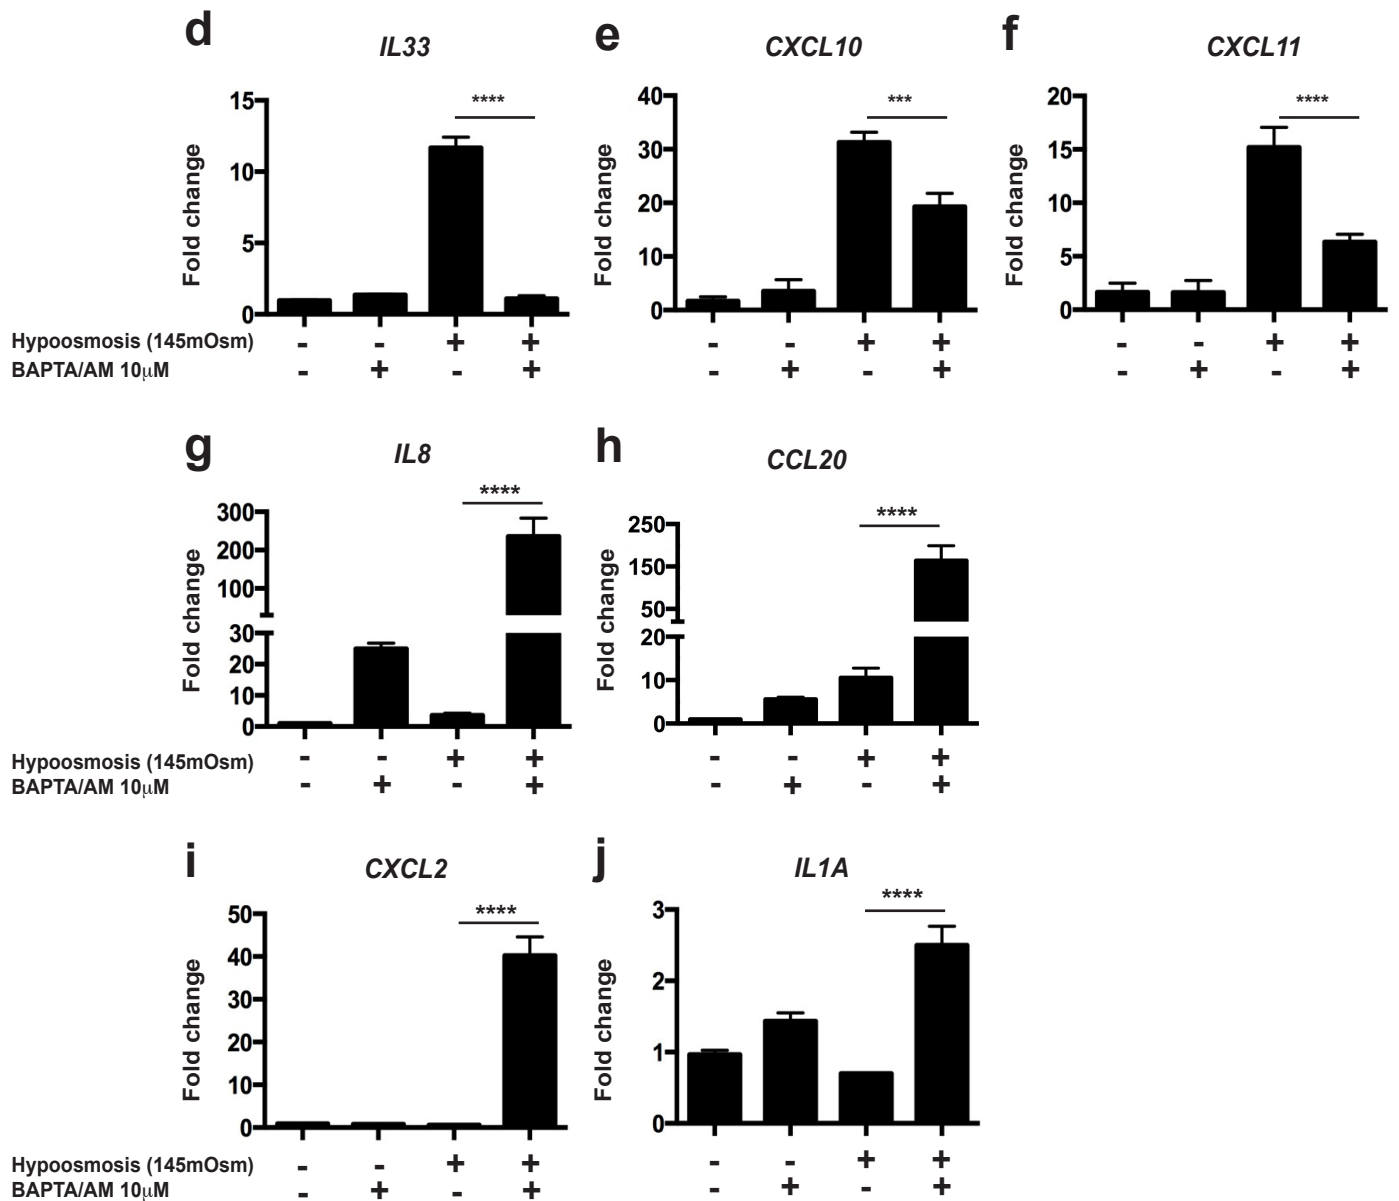 d e f
IL33 CXCL10 CXCL11
**** *** ****
15 40 20
10 30 15
5 20 10
0 10 5
0 0
Fold change Fold change Fold change
Hypoosmosis (145mOsm) - - + + - - + + - - + +
BAPTA/AM 10μM - + - + - + - + - + - +
g h
IL8 CCL20
**** ****
300 250
200 150
100 50
30 20
20 10
10 0
0
Fold change Fold change
Hypoosmosis (145mOsm) - - + + - - + +
BAPTA/AM 10μM - + - + - + - +
i j
CXCL2 IL1A
**** ****
50 3
40 2
30 1
20 0
10
0
Fold change Fold change
Hypoosmosis (145mOsm) - - + + - - + +
BAPTA/AM 10μM - + - + - + - +